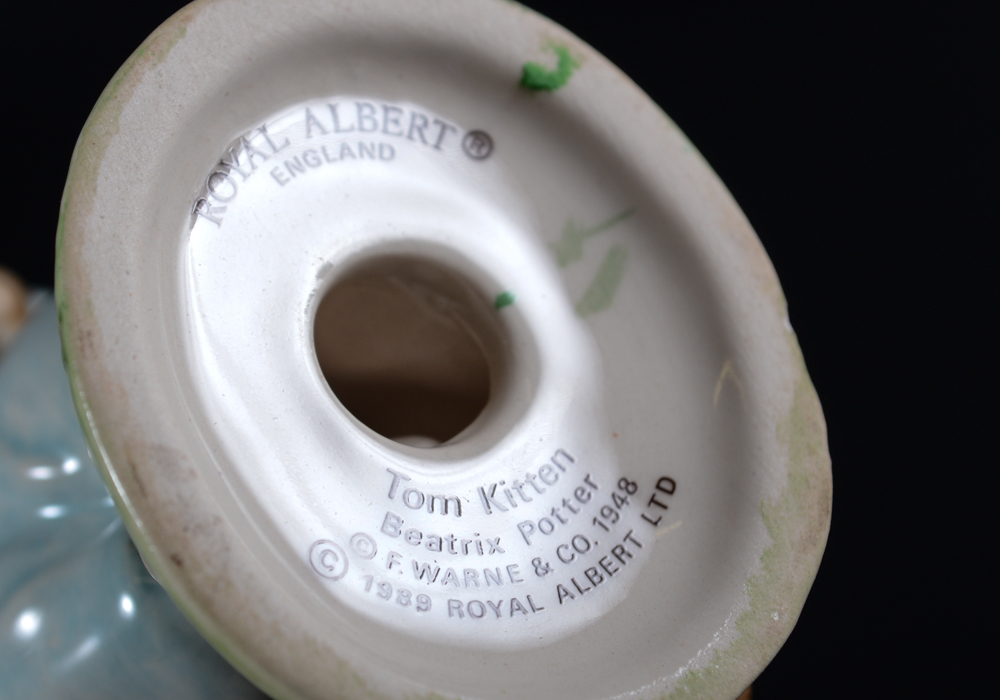 ROYAL ALBERT ®
ENGLAND
Tom Kitten
Beatrix Potter
© F. WARNE & CO. 1948
© 1989 ROYAL ALBERT LTD